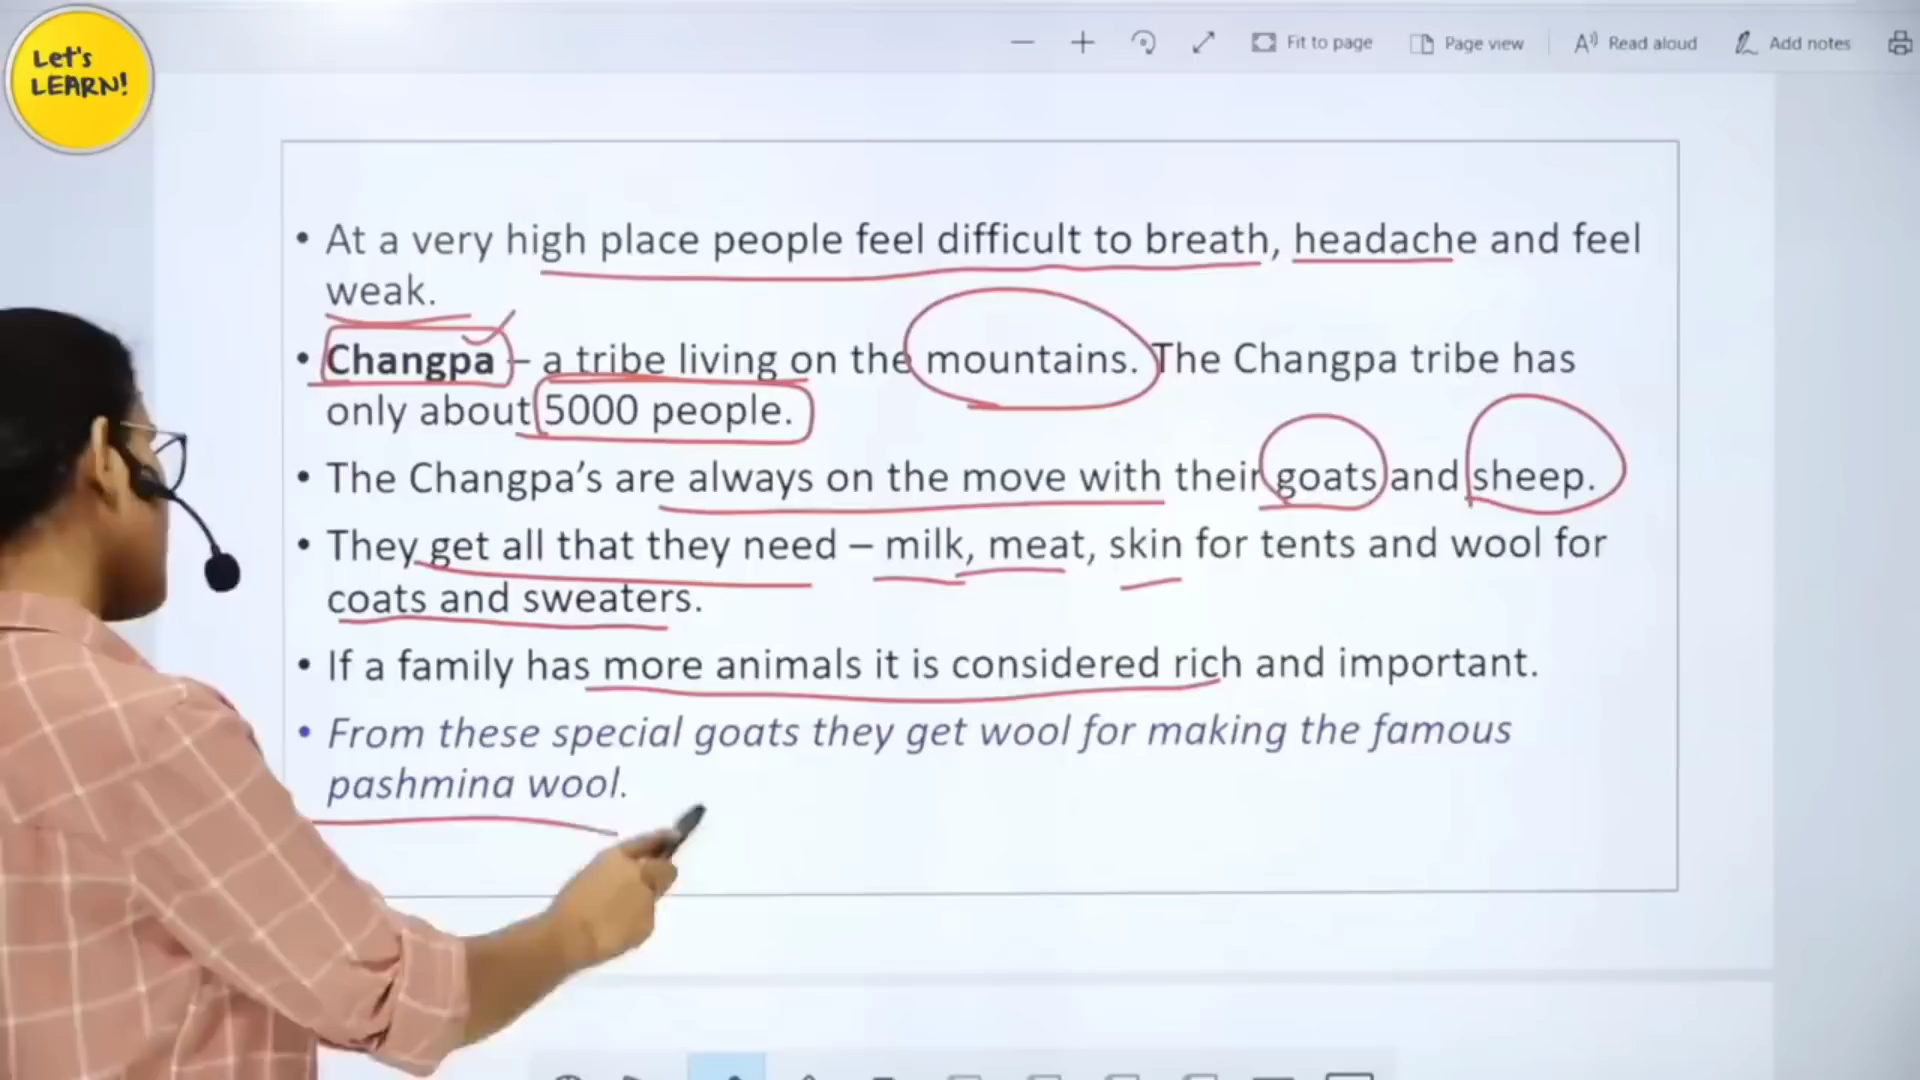 Let's
LEARN!
Fit to page
Page view
Read aloud
Add notes
• At a very high place people feel difficult to breath, headache and feel
weak.
• Changpa – a tribe living on the mountains. The Changpa tribe has
only about 5000 people.
• The Changpa’s are always on the move with their goats and sheep.
• They get all that they need – milk, meat, skin for tents and wool for
coats and sweaters.
• If a family has more animals it is considered rich and important.
• From these special goats they get wool for making the famous
pashmina wool.